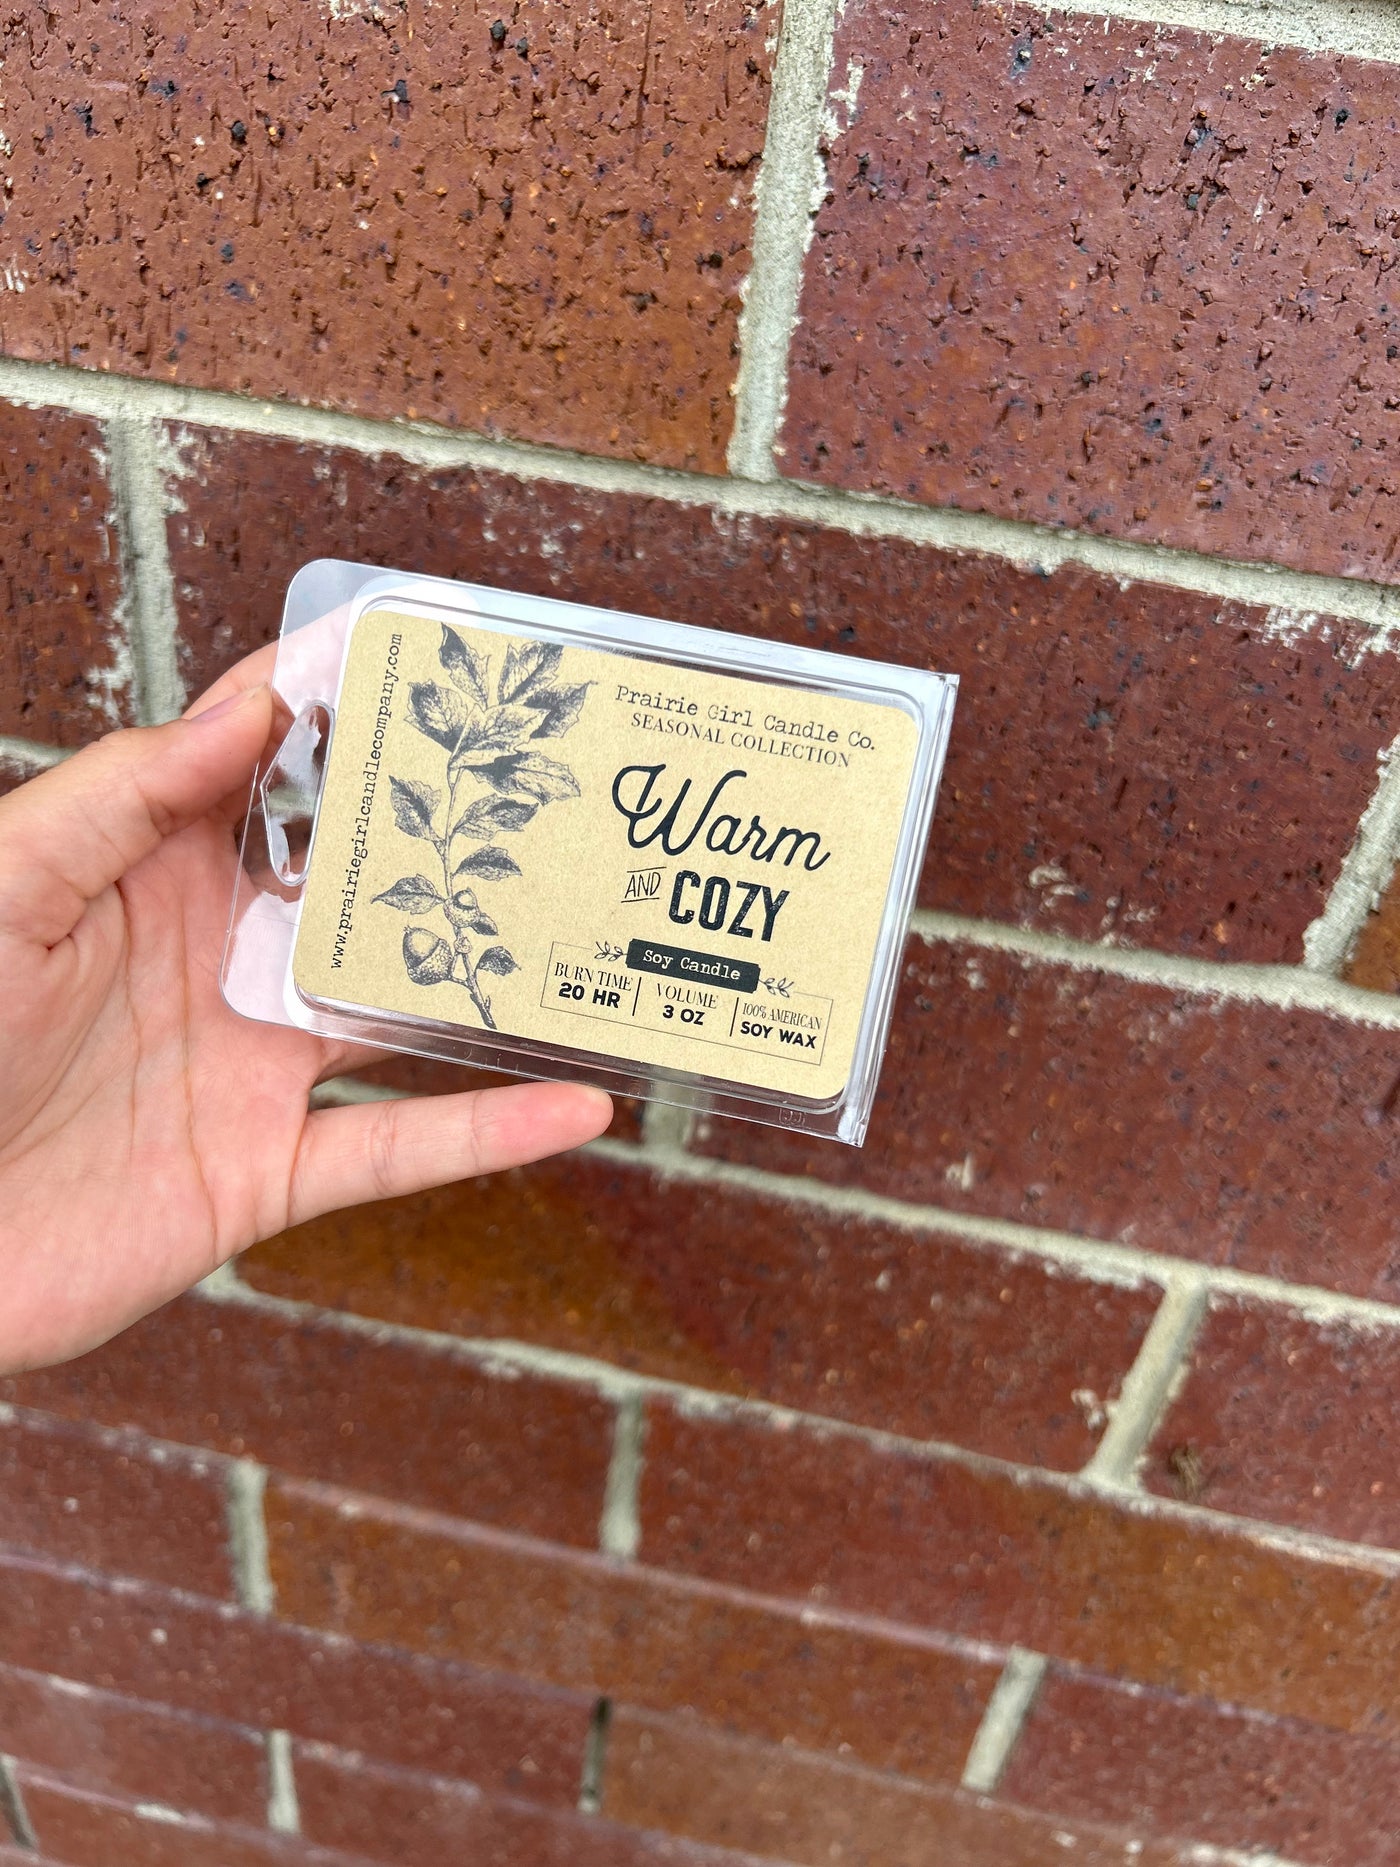 www.prairiegirlcandlecompany.com
Prairie Girl Candle Co.
SEASONAL COLLECTION
Warm
AND COZY
Soy Candle
BURN TIME
20 HR
VOLUME
3 OZ
100% AMERICAN
SOY WAX